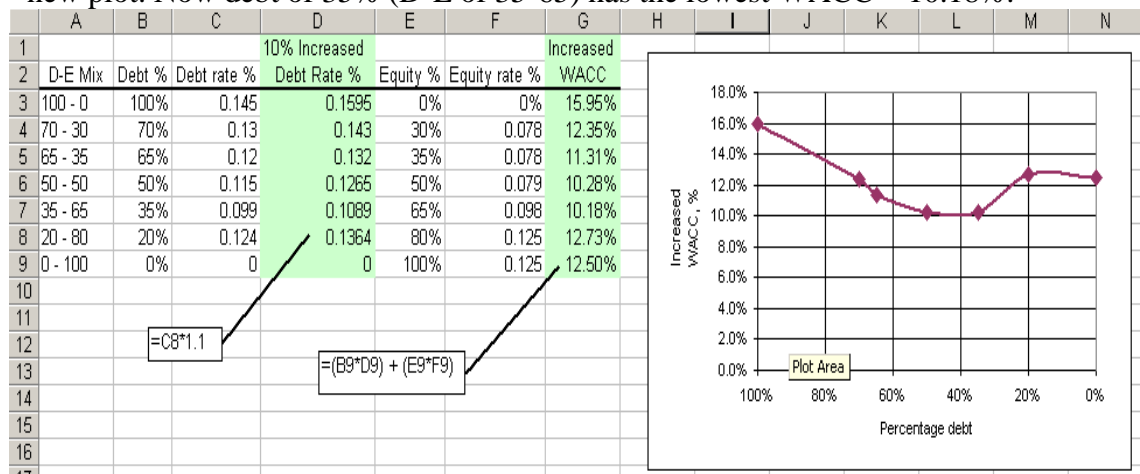 new plot. Now debt of 35% (D-E of 35-65) has the lowest WACC = 10.18%.
A B C D E F G H I J K L M N
1 10% Increased Increased
2 D-E Mix Debt % Debt rate % Debt Rate % Equity % Equity rate % WACC
3 100 - 0 100% 0.145 0.1595 0% 0% 15.95%
4 70 - 30 70% 0.13 0.143 30% 0.078 12.35%
5 65 - 35 65% 0.12 0.132 35% 0.078 11.31%
6 50 - 50 50% 0.115 0.1265 50% 0.079 10.28%
7 35 - 65 35% 0.099 0.1089 65% 0.098 10.18%
8 20 - 80 20% 0.124 0.1364 80% 0.125 12.73%
9 0 - 100 0% 0 0 100% 0.125 12.50%
10
11
12
13
14
15
16
=C8*1.1
=(B9*D9) + (E9*F9)
18.0%
16.0%
14.0%
12.0%
10.0%
8.0%
6.0%
4.0%
2.0%
0.0%
Increased
WACC, %
Plot Area
100% 80% 60% 40% 20% 0%
Percentage debt